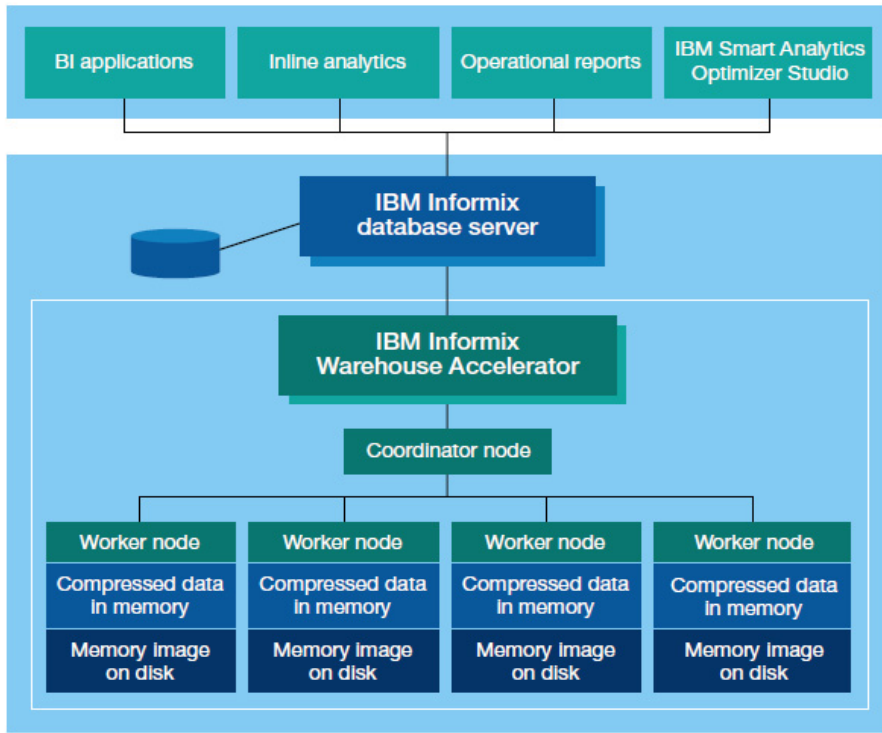 BI applications
Inline analytics
Operational reports
IBM Smart Analytics
Optimizer Studio
IBM Informix
database server
IBM Informix
Warehouse Accelerator
Coordinator node
Worker node
Worker node
Worker node
Worker node
Compressed data
in memory
Compressed data
in memory
Compressed data
in memory
Compressed data
in memory
Memory image
on disk
Memory image
on disk
Memory image
on disk
Memory image
on disk